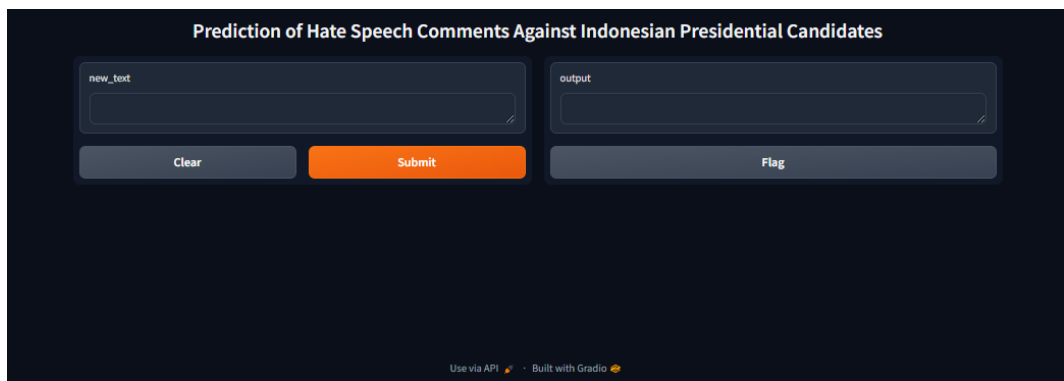 Prediction of Hate Speech Comments Against Indonesian Presidential Candidates
new_text
output
Clear
Submit
Flag
Use via API 🚀 · Built with Gradio